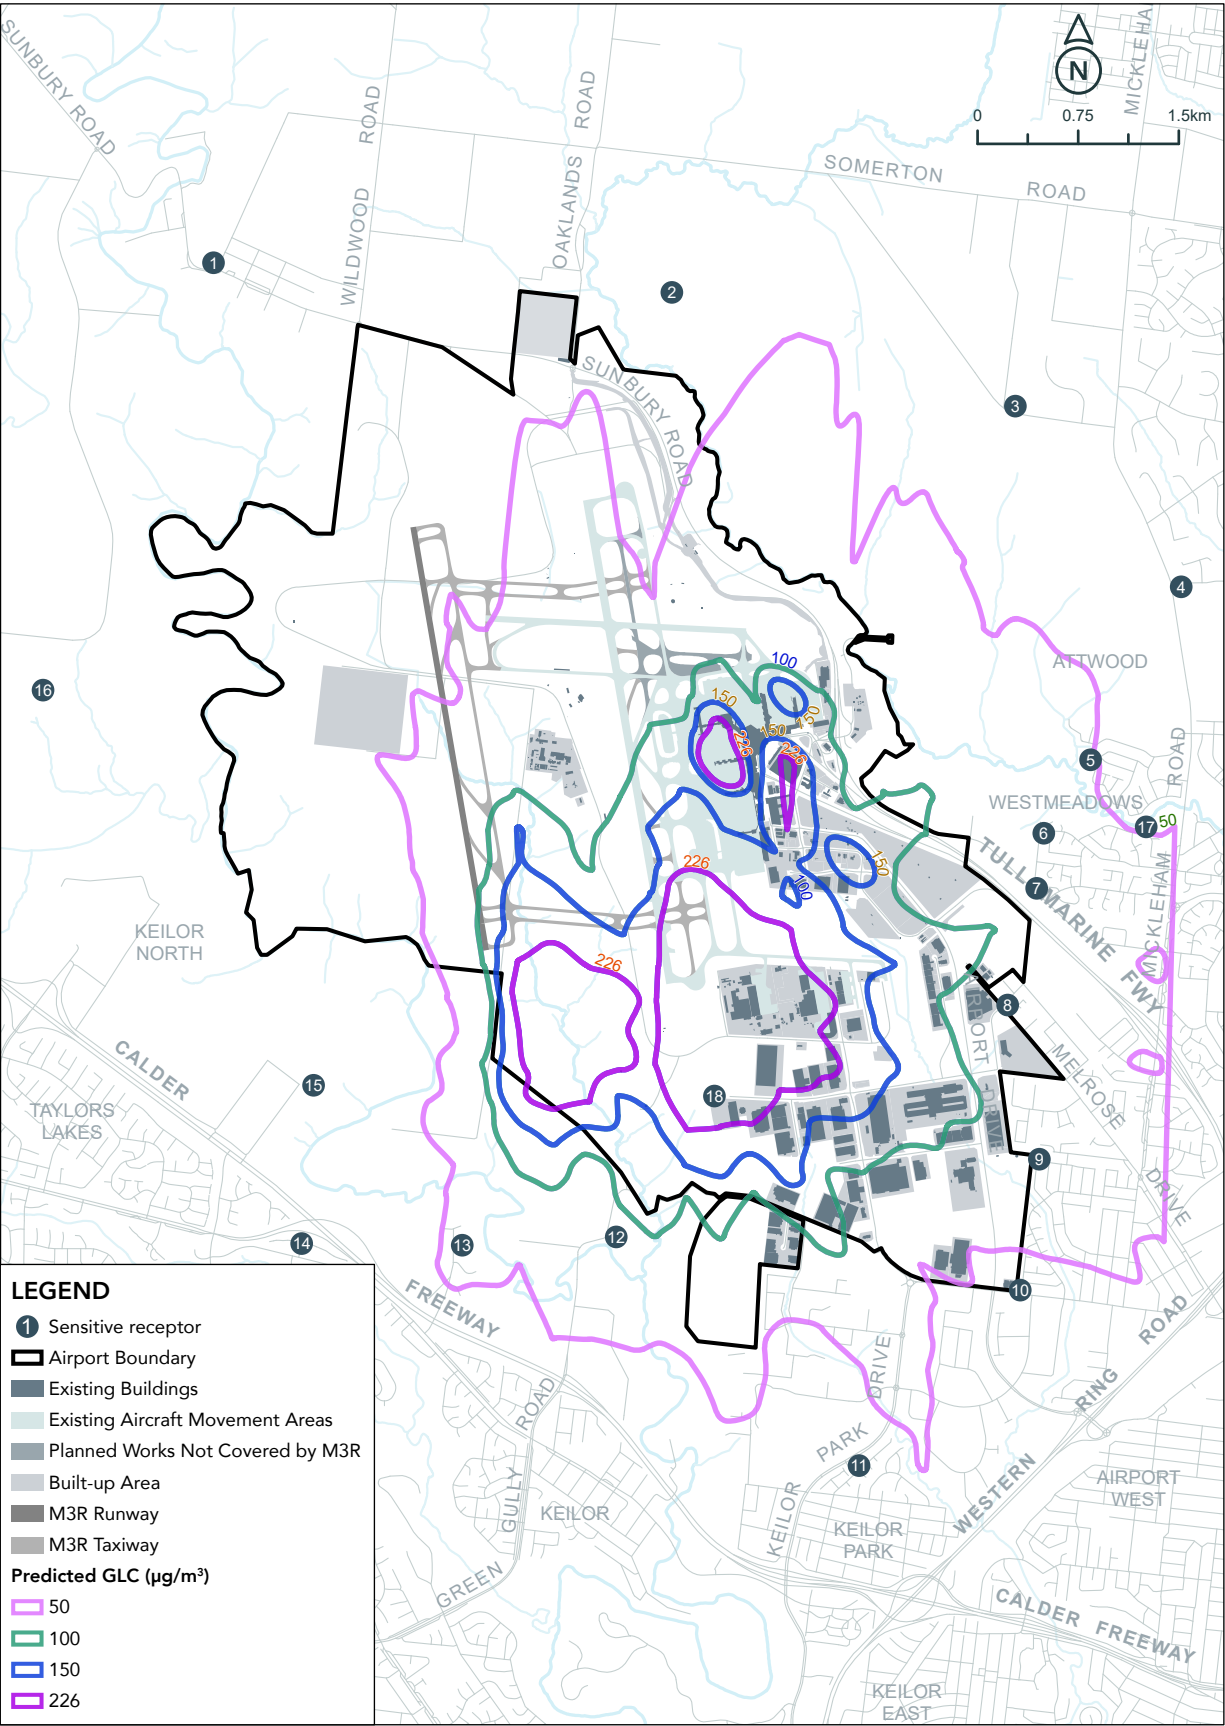 SUNBURY ROAD
WILDWOOD ROAD
OAKLANDS ROAD
MICKLEHA
N
0 0.75 1.5km
SOMERTON ROAD
1
2
SUNBURY ROAD
3
4
100
ATTWOOD
16
150
150
150
226
226
ROAD
5
WESTMEADOWS
17
50
6
TULLAMARINE FWY
150
7
226
100
MICKLEHAM
KEILOR
NORTH
226
8
AIRPORT DRIVE
CALDER
15
MELROSE DRIVE
18
TAYLORS
LAKES
9
12
14
13
10
FREEWAY
LEGEND
1 Sensitive receptor
Airport Boundary
Existing Buildings
Existing Aircraft Movement Areas
Planned Works Not Covered by M3R
Built-up Area
M3R Runway
M3R Taxiway
Predicted GLC (µg/m³)
50
100
150
226
GREEN GULLY ROAD
KEILOR
KEILOR PARK DRIVE
11
WESTERN RING ROAD
AIRPORT
WEST
KEILOR
PARK
CALDER FREEWAY
KEILOR
EAST